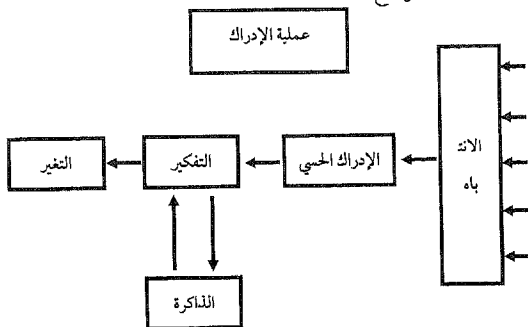 عملية الإدراك
الانت
باه
الإدراك الحسي
التفكير
التغير
الذاكرة